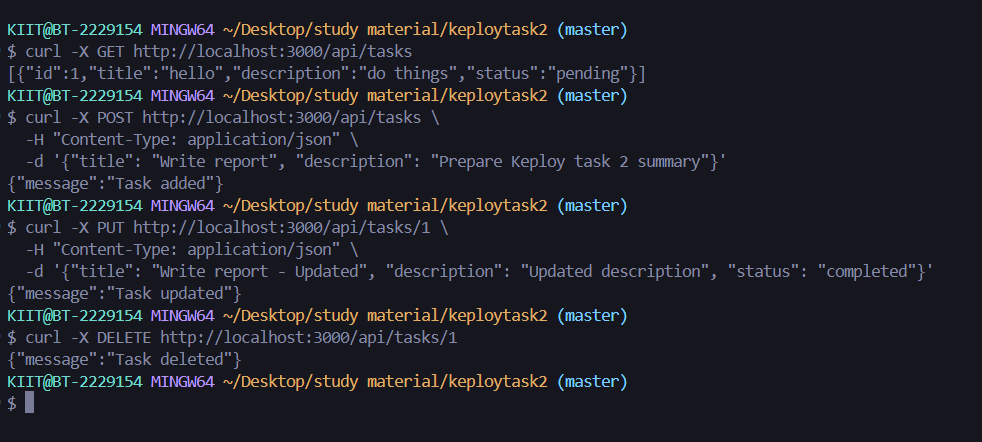 KIIT@BT-2229154 MINGW64 ~/Desktop/study material/keploytask2 (master)
$ curl -X GET http://localhost:3000/api/tasks
[{"id":1,"title":"hello","description":"do things","status":"pending"}]
KIIT@BT-2229154 MINGW64 ~/Desktop/study material/keploytask2 (master)
$ curl -X POST http://localhost:3000/api/tasks \
  -H "Content-Type: application/json" \
  -d '{"title": "Write report", "description": "Prepare Keploy task 2 summary"}'
{"message":"Task added"}
KIIT@BT-2229154 MINGW64 ~/Desktop/study material/keploytask2 (master)
$ curl -X PUT http://localhost:3000/api/tasks/1 \
  -H "Content-Type: application/json" \
  -d '{"title": "Write report - Updated", "description": "Updated description", "status": "completed"}'
{"message":"Task updated"}
KIIT@BT-2229154 MINGW64 ~/Desktop/study material/keploytask2 (master)
$ curl -X DELETE http://localhost:3000/api/tasks/1
{"message":"Task deleted"}
KIIT@BT-2229154 MINGW64 ~/Desktop/study material/keploytask2 (master)
$